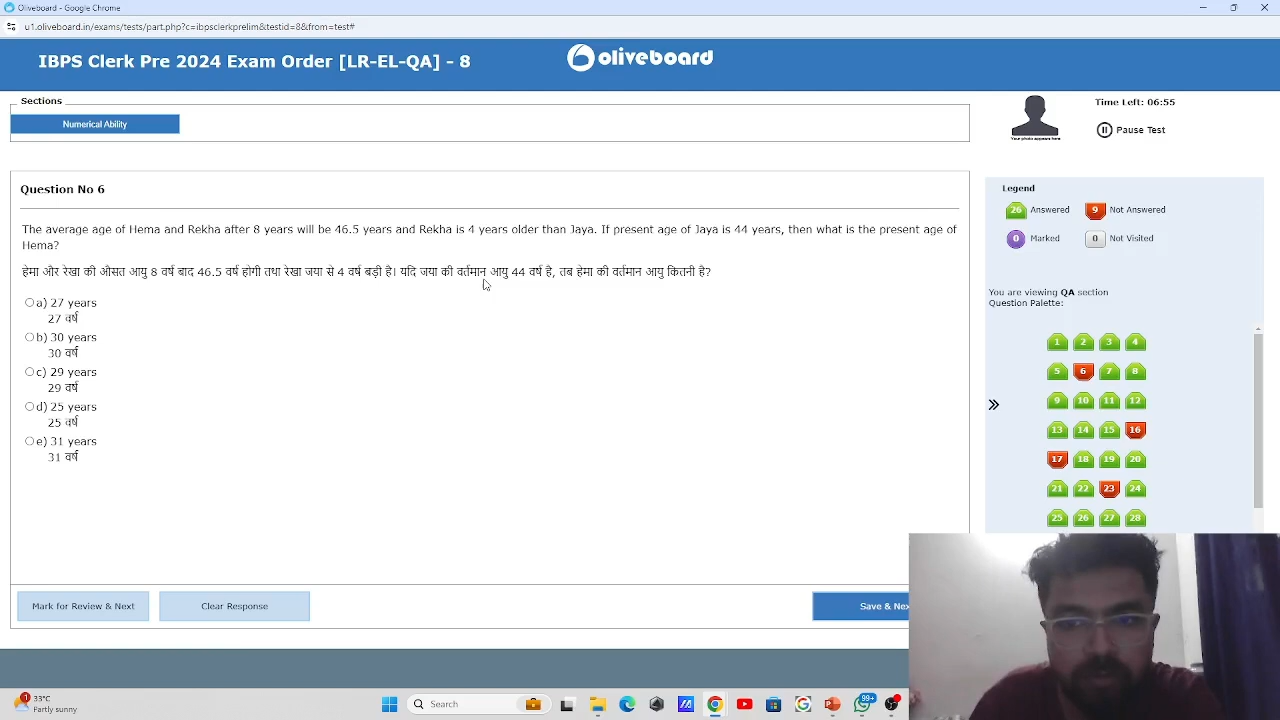 Oliveboard - Google Chrome
u1.oliveboard.in/exams/tests/part.php?c=ibpsclerkprelim&testid=8&from=test#
IBPS Clerk Pre 2024 Exam Order [LR-EL-QA] - 8
oliveboard
Sections
Numerical Ability
Your photo appears here
Time Left: 06:55
Pause Test
Question No 6
The average age of Hema and Rekha after 8 years will be 46.5 years and Rekha is 4 years older than Jaya. If present age of Jaya is 44 years, then what is the present age of
Hema?
हेमा और रेखा की औसत आयु 8 वर्ष बाद 46.5 वर्ष होगी तथा रेखा जया से 4 वर्ष बड़ी है। यदि जया की वर्तमान आयु 44 वर्ष है, तब हेमा की वर्तमान आयु कितनी है?
a) 27 years
27 वर्ष
b) 30 years
30 वर्ष
c) 29 years
29 वर्ष
d) 25 years
25 वर्ष
e) 31 years
31 वर्ष
Mark for Review & Next
Clear Response
Save & Nex
Legend
26 Answered
9 Not Answered
0 Marked
0 Not Visited
You are viewing QA section
Question Palette:
1 2 3 4
5 6 7 8
9 10 11 12
13 14 15 16
17 18 19 20
21 22 23 24
25 26 27 28
1
33°C
Partly sunny
Search
99+